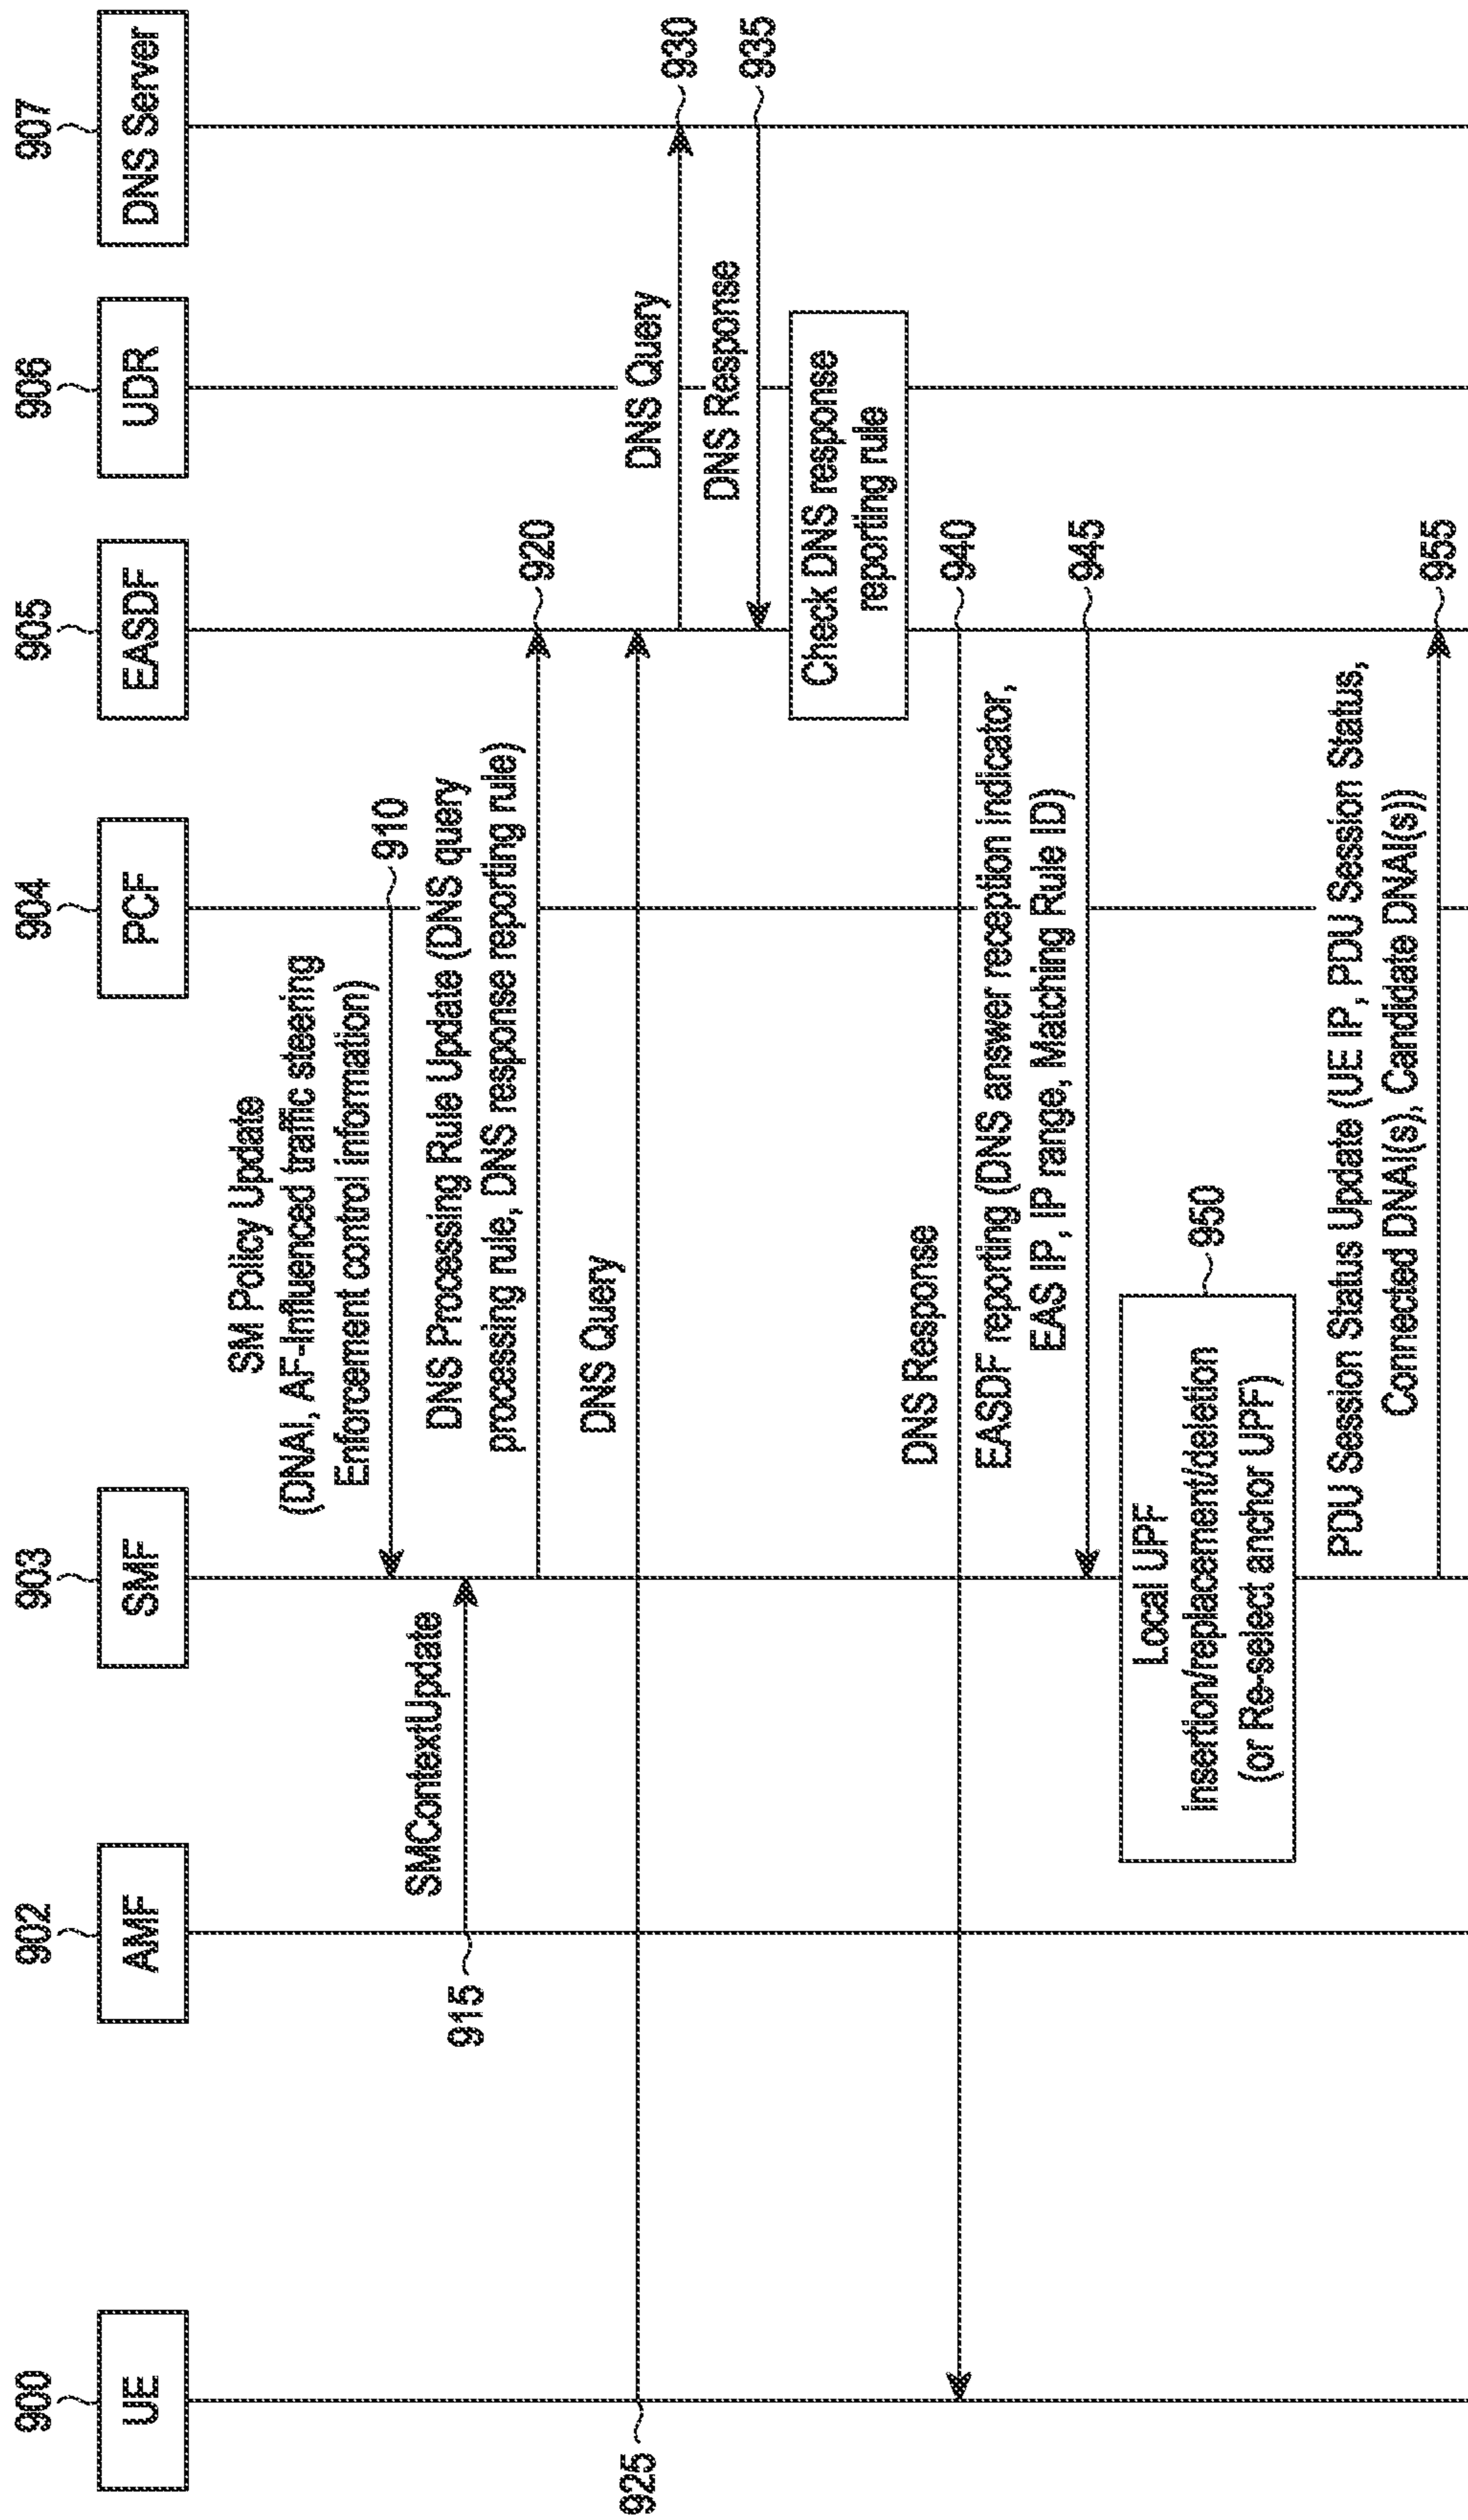 900
902
903
904
905
906
907
UE
AMF
SMF
PCF
EASDF
UDR
DNS Server
SM Policy Update
(DNAI, AF-Influenced traffic steering
Enforcement control information)
910
SMContextUpdate
915
DNS Processing Rule Update (DNS query
processing rule, DNS response reporting rule)
920
DNS Query
925
DNS Query
930
DNS Response
935
Check DNS response
reporting rule
DNS Response
940
EASDF reporting (DNS answer reception indicator,
EAS IP, IP range, Matching Rule ID)
945
Local UPF
insertion/replacement/deletion
(or Re-select anchor UPF)
950
PDU Session Status Update (UE IP, PDU Session Status,
Connected DNAI(s), Candidate DNAI(s))
955